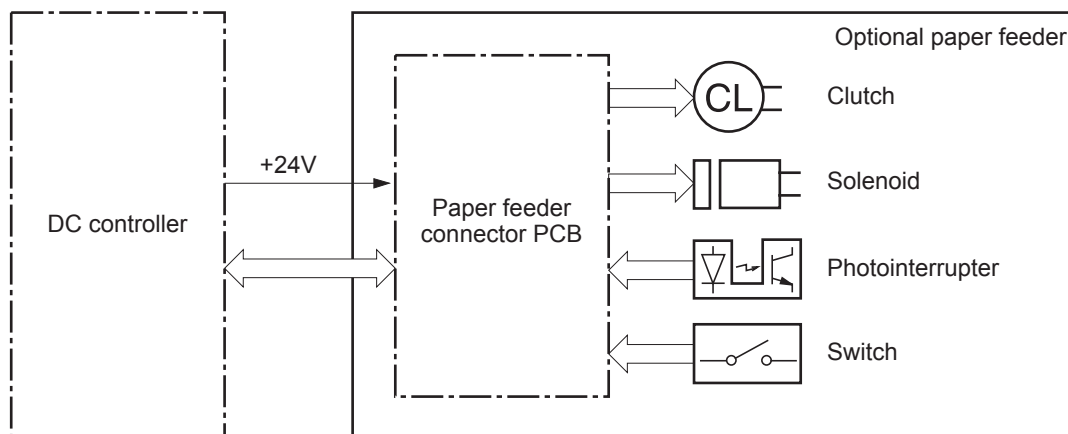 Optional paper feeder
CL
Clutch
+24V
Solenoid
DC controller
Paper feeder
connector PCB
Photointerrupter
Switch